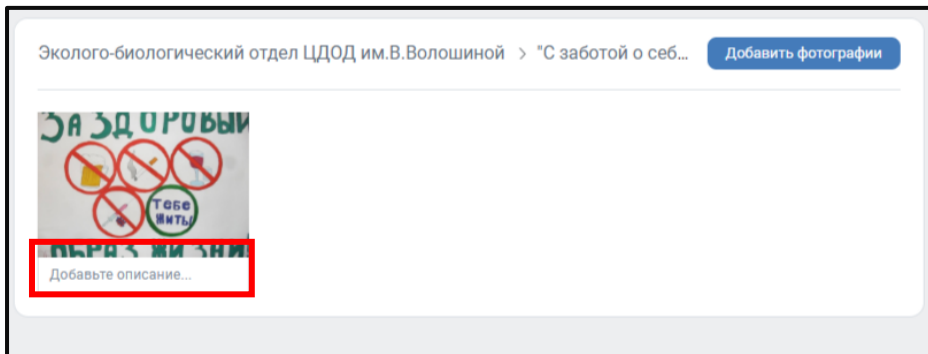 Эколого-биологический отдел ЦДОД им.В.Волошиной > "С заботой о себ...
Добавить фотографии
ЗА ЗДОРОВЫЙ
ТЕБЕ
ЖИТЬ!
ОБРАЗ ЖИЗНИ
Добавьте описание...